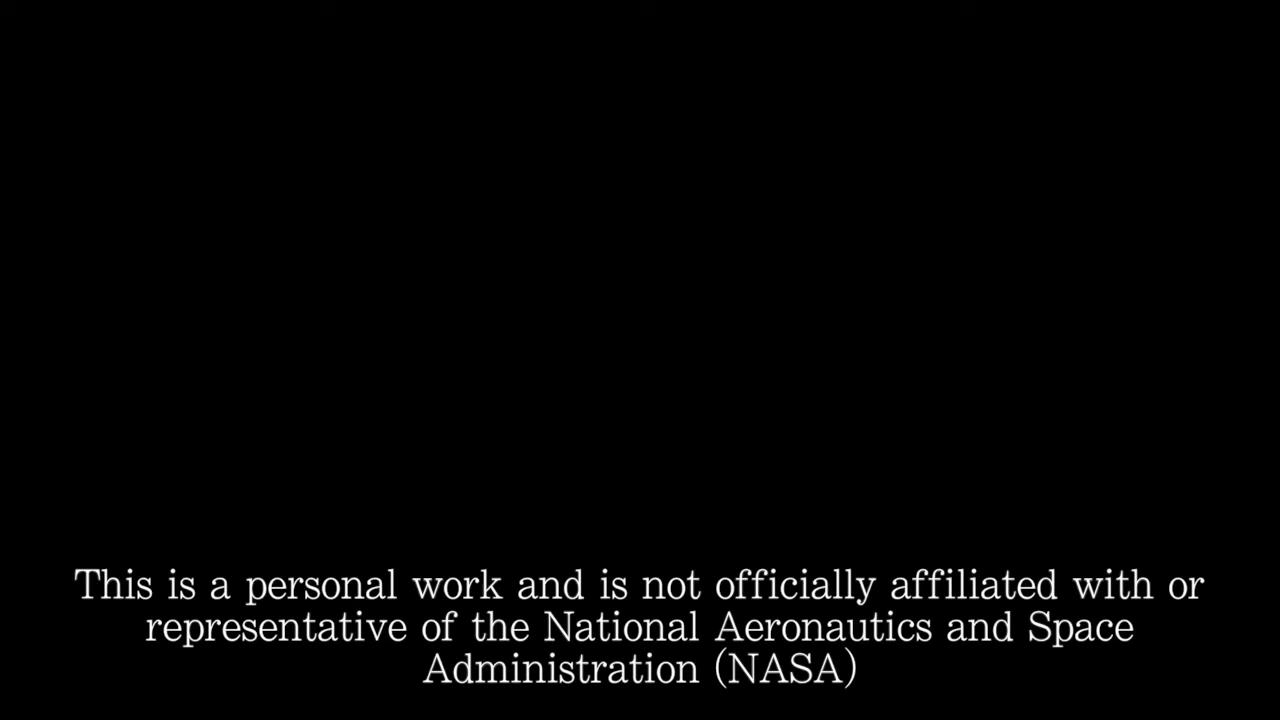 This is a personal work and is not officially affiliated with or
representative of the National Aeronautics and Space
Administration (NASA)